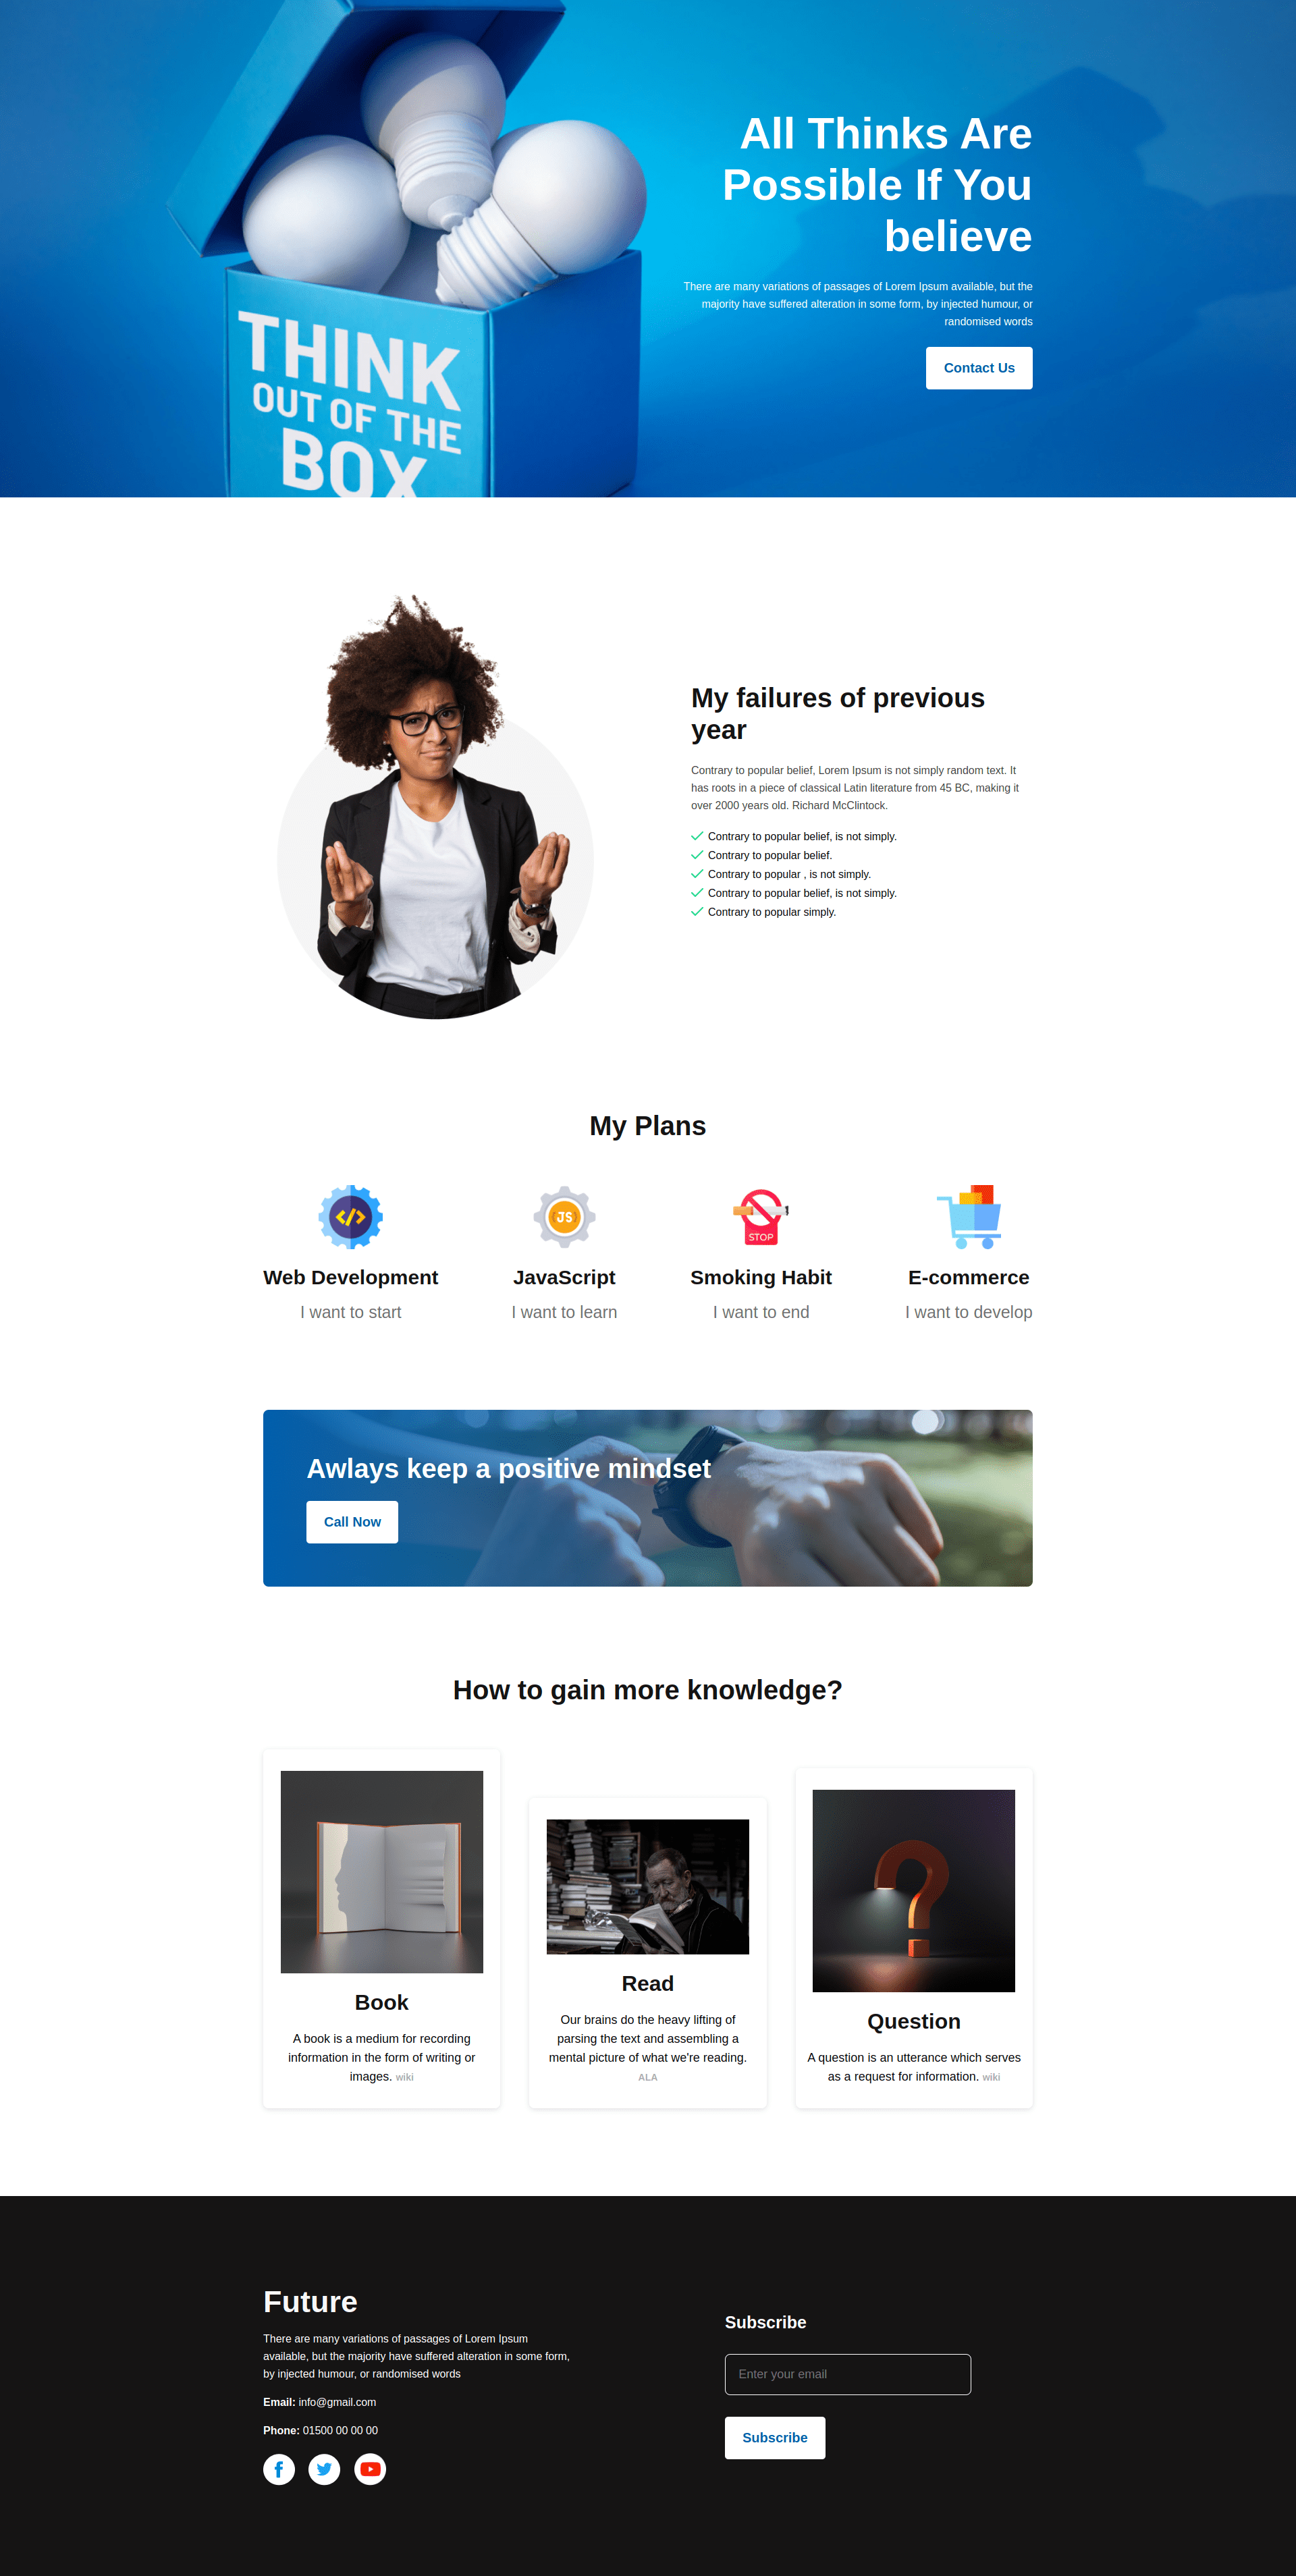 THINK
OUT OF THE
BOX
All Thinks Are
Possible If You
believe
There are many variations of passages of Lorem Ipsum available, but the
majority have suffered alteration in some form, by injected humour, or
randomised words
Contact Us
My failures of previous
year
Contrary to popular belief, Lorem Ipsum is not simply random text. It
has roots in a piece of classical Latin literature from 45 BC, making it
over 2000 years old. Richard McClintock.
Contrary to popular belief, is not simply.
Contrary to popular belief.
Contrary to popular , is not simply.
Contrary to popular belief, is not simply.
Contrary to popular simply.
My Plans
</>
Web Development
I want to start
JS
JavaScript
I want to learn
STOP
Smoking Habit
I want to end
E-commerce
I want to develop
Awlays keep a positive mindset
Call Now
How to gain more knowledge?
Book
A book is a medium for recording
information in the form of writing or
images. wiki
Read
Our brains do the heavy lifting of
parsing the text and assembling a
mental picture of what we're reading.
ALA
Question
A question is an utterance which serves
as a request for information. wiki
Future
There are many variations of passages of Lorem Ipsum
available, but the majority have suffered alteration in some form,
by injected humour, or randomised words
Email: info@gmail.com
Phone: 01500 00 00 00
Subscribe
Enter your email
Subscribe